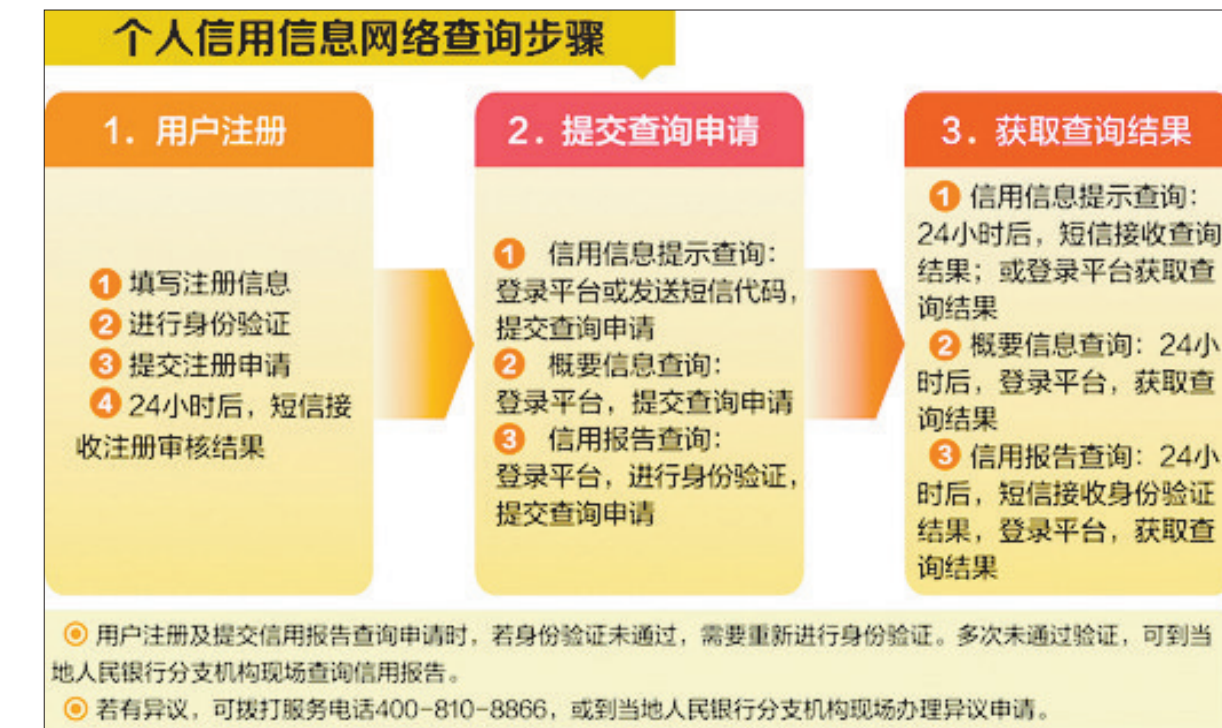 个人信用信息网络查询步骤
1. 用户注册
❶ 填写注册信息
❷ 进行身份验证
❸ 提交注册申请
❹ 24小时后，短信接
收注册审核结果
2. 提交查询申请
❶ 信用信息提示查询：
登录平台或发送短信代码，
提交查询申请
❷ 概要信息查询：
登录平台，提交查询申请
❸ 信用报告查询：
登录平台，进行身份验证，
提交查询申请
3. 获取查询结果
❶ 信用信息提示查询：
24小时后，短信接收查询
结果；或登录平台获取查
询结果
❷ 概要信息查询：24小
时后，登录平台，获取查
询结果
❸ 信用报告查询：24小
时后，短信接收身份验证
结果，登录平台，获取查
询结果
用户注册及提交信用报告查询申请时，若身份验证未通过，需要重新进行身份验证。多次未通过验证，可到当
地人民银行分支机构现场查询信用报告。
若有异议，可拨打服务电话400-810-8866，或到当地人民银行分支机构现场办理异议申请。